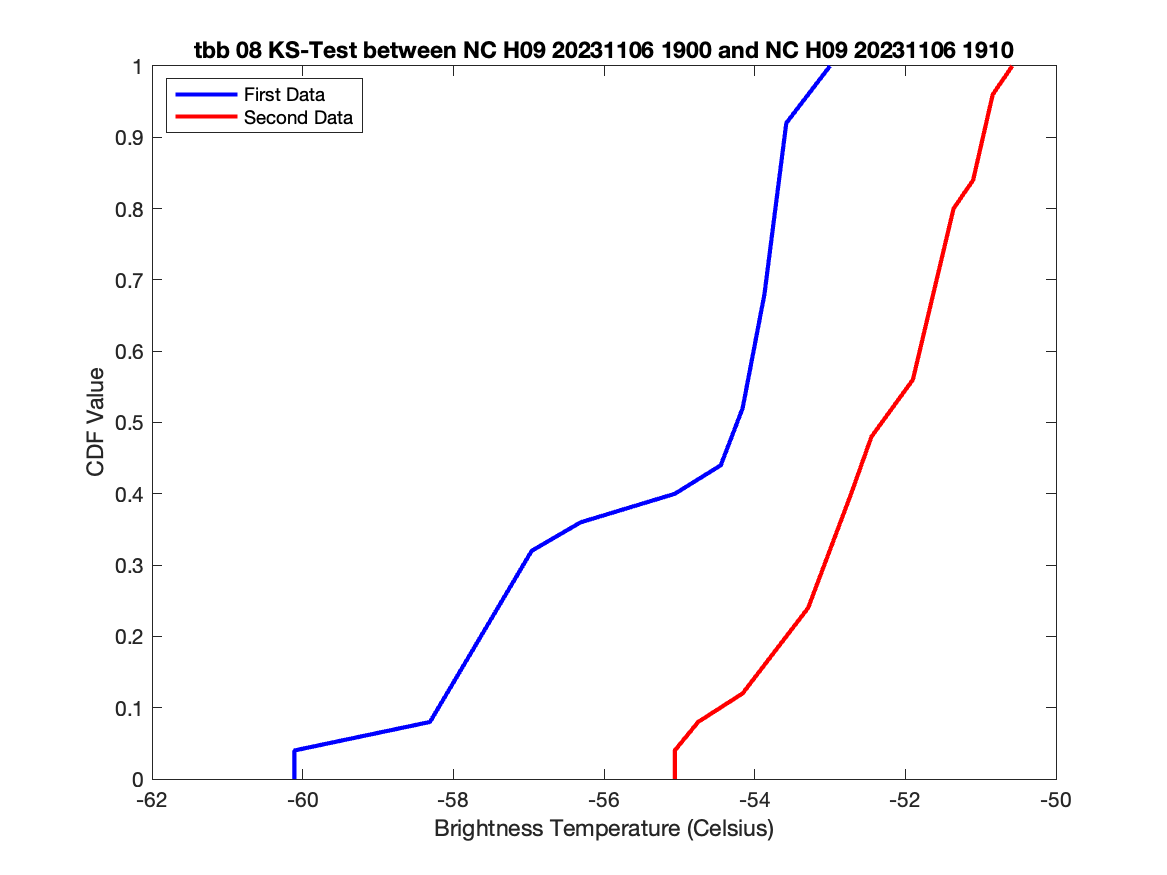 tbb 08 KS-Test between NC H09 20231106 1900 and NC H09 20231106 1910
First Data
Second Data
1
0.9
0.8
0.7
0.6
0.5
0.4
0.3
0.2
0.1
0
CDF Value
-62 -60 -58 -56 -54 -52 -50
Brightness Temperature (Celsius)